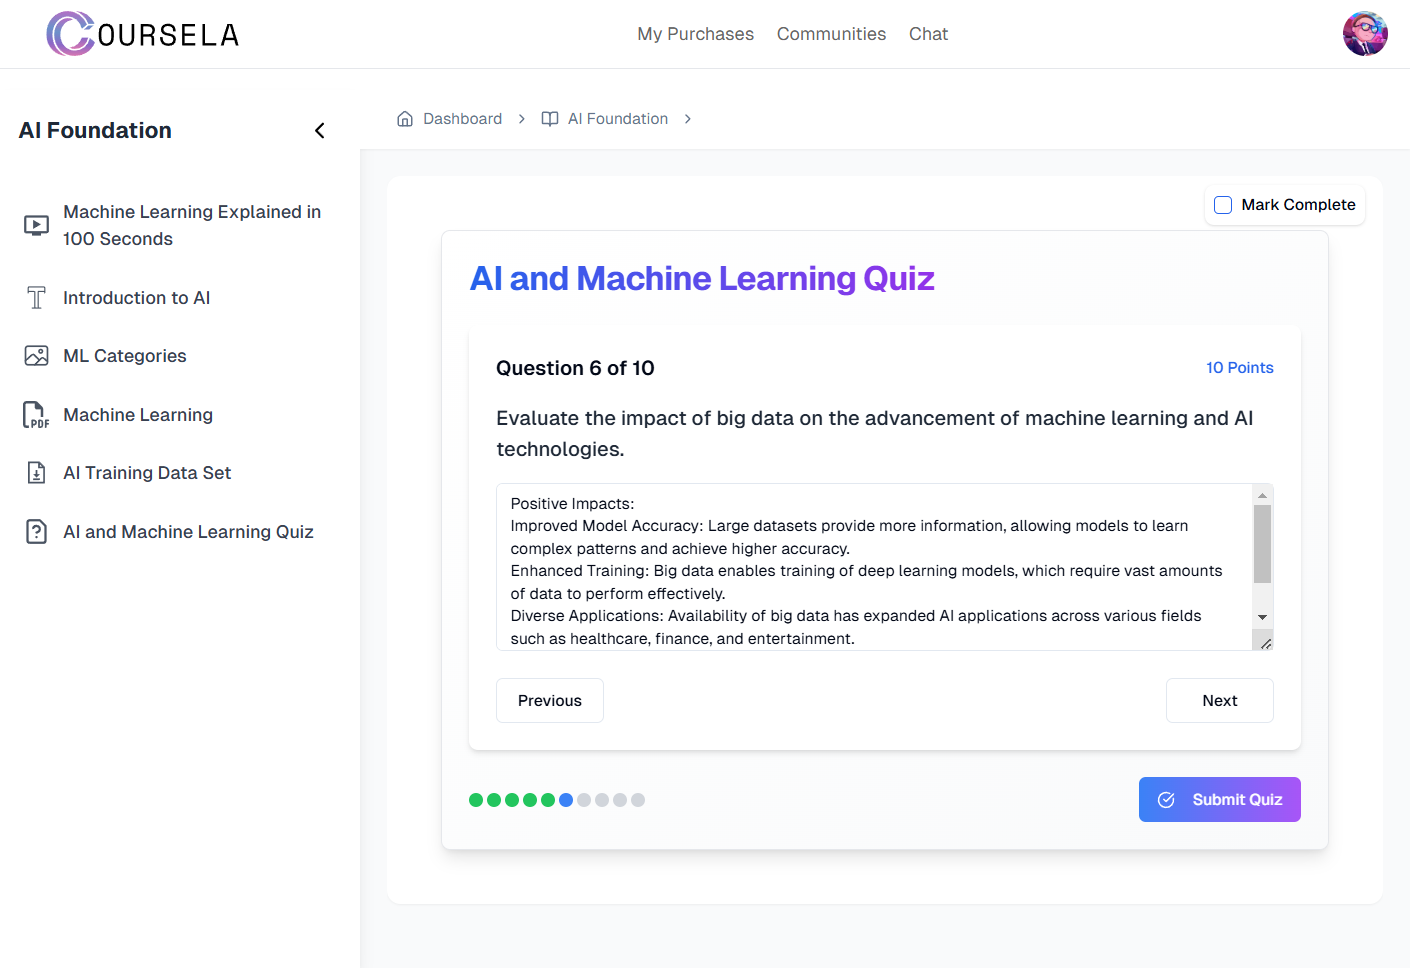 COURSELA
My Purchases
Communities
Chat
AI Foundation
Dashboard
AI Foundation
Machine Learning Explained in
100 Seconds
Introduction to AI
ML Categories
PDF
Machine Learning
AI Training Data Set
AI and Machine Learning Quiz
Mark Complete
AI and Machine Learning Quiz
Question 6 of 10
10 Points
Evaluate the impact of big data on the advancement of machine learning and AI
technologies.
Positive Impacts:
Improved Model Accuracy: Large datasets provide more information, allowing models to learn
complex patterns and achieve higher accuracy.
Enhanced Training: Big data enables training of deep learning models, which require vast amounts
of data to perform effectively.
Diverse Applications: Availability of big data has expanded AI applications across various fields
such as healthcare, finance, and entertainment.
Previous
Next
Submit Quiz